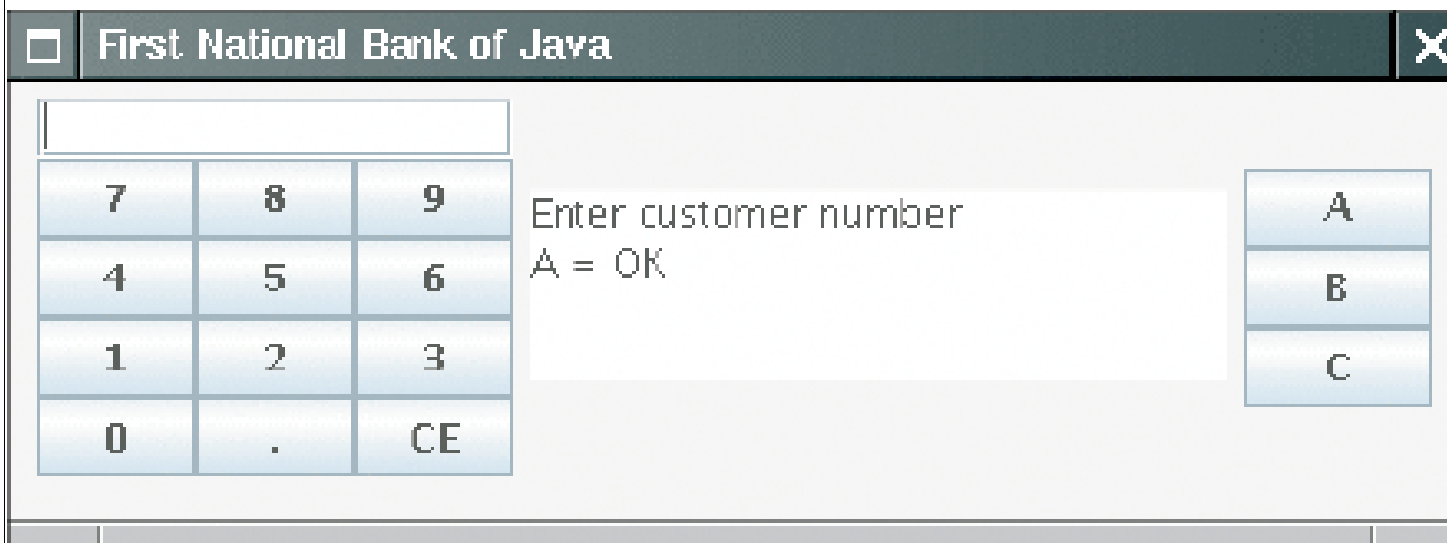 First National Bank of Java
7 8 9
4 5 6
1 2 3
0 . CE
Enter customer number
A = OK
A
B
C